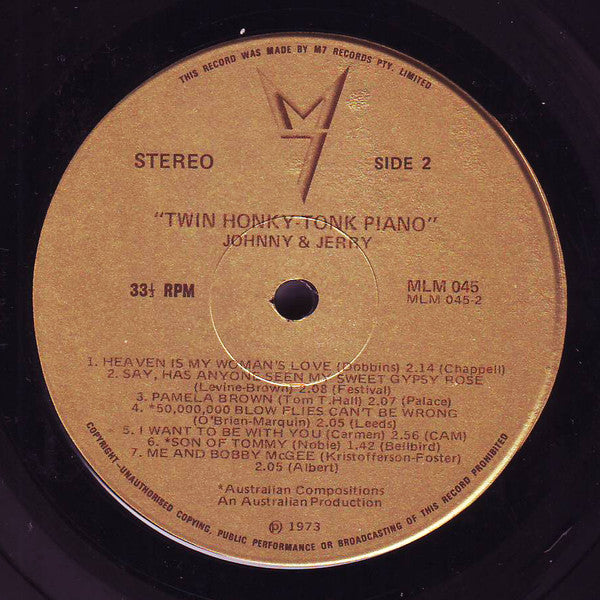 THIS RECORD WAS MADE BY M7 RECORDS PTY. LIMITED
M7
STEREO
SIDE 2
"TWIN HONKY-TONK PIANO"
JOHNNY & JERRY
33⅓ RPM
MLM 045
MLM 045-2
1. HEAVEN IS MY WOMAN'S LOVE (Dobbins) 2.14 (Chappell)
2. SAY, HAS ANYONE SEEN MY SWEET GYPSY ROSE
(Levine-Brown) 2.08 (Festival)
3. PAMELA BROWN (Tom T.Hall) 2.07 (Palace)
4. *50,000,000 BLOW FLIES CAN'T BE WRONG
(O'Brien-Marquin) 2.05 (Leeds)
5. I WANT TO BE WITH YOU (Carmen) 2.56 (CAM)
6. *SON OF TOMMY (Noble) 1.42 (Bellbird)
7. ME AND BOBBY McGEE (Kristofferson-Foster)
2.05 (Albert)
*Australian Compositions
An Australian Production
℗ 1973
COPYRIGHT—UNAUTHORISED COPYING, PUBLIC PERFORMANCE OR BROADCASTING OF THIS RECORD PROHIBITED